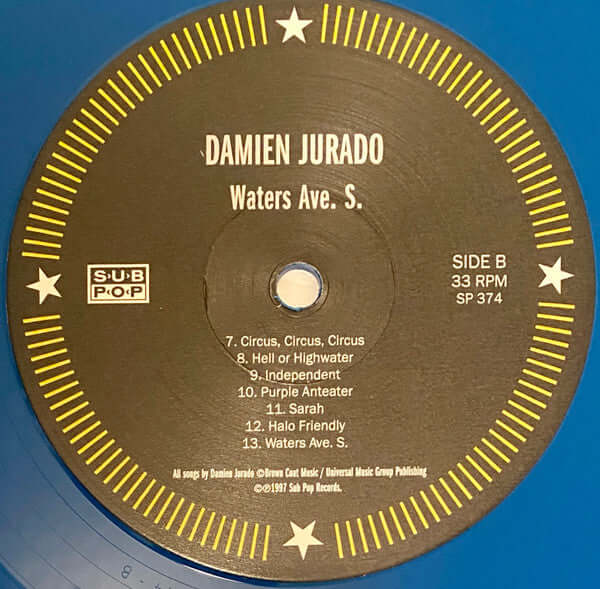 DAMIEN JURADO
Waters Ave. S.
SUB
POP
SIDE B
33 RPM
SP 374
7. Circus, Circus, Circus
8. Hell or Highwater
9. Independent
10. Purple Anteater
11. Sarah
12. Halo Friendly
13. Waters Ave. S.
All songs by Damien Jurado ©Brown Coat Music / Universal Music Group Publishing
©℗1997 Sub Pop Records.